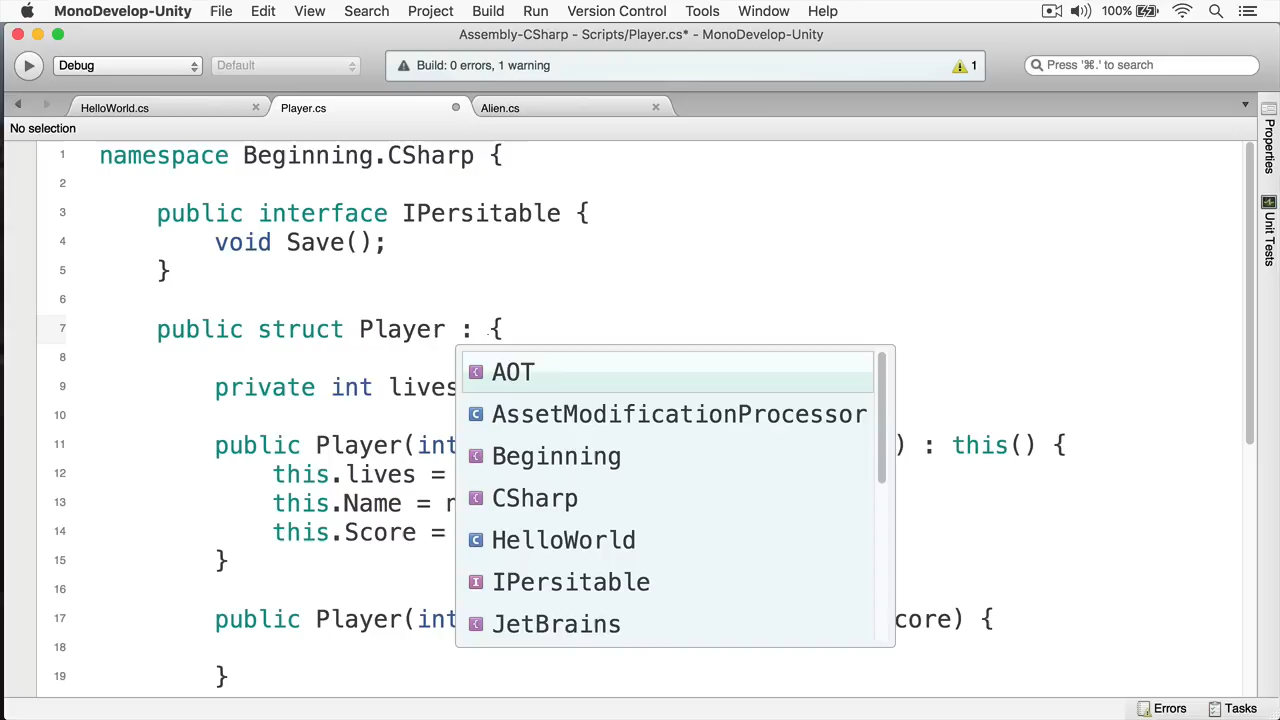 MonoDevelop-Unity File Edit View Search Project Build Run Version Control Tools Window Help 100%
Assembly-CSharp - Scripts/Player.cs* - MonoDevelop-Unity
Debug Default Build: 0 errors, 1 warning 1 Press '⌘.' to search
HelloWorld.cs Player.cs Alien.cs
No selection
Properties
Unit Tests
1 namespace Beginning.CSharp {
2
3 public interface IPersitable {
4 void Save();
5 }
6
7 public struct Player : {
8
9 private int lives
10
11 public Player(int ) : this() {
12 this.lives =
13 this.Name = n
14 this.Score =
15 }
16
17 public Player(int core) {
18
19 }
AOT
AssetModificationProcessor
Beginning
CSharp
HelloWorld
IPersitable
JetBrains
Errors Tasks